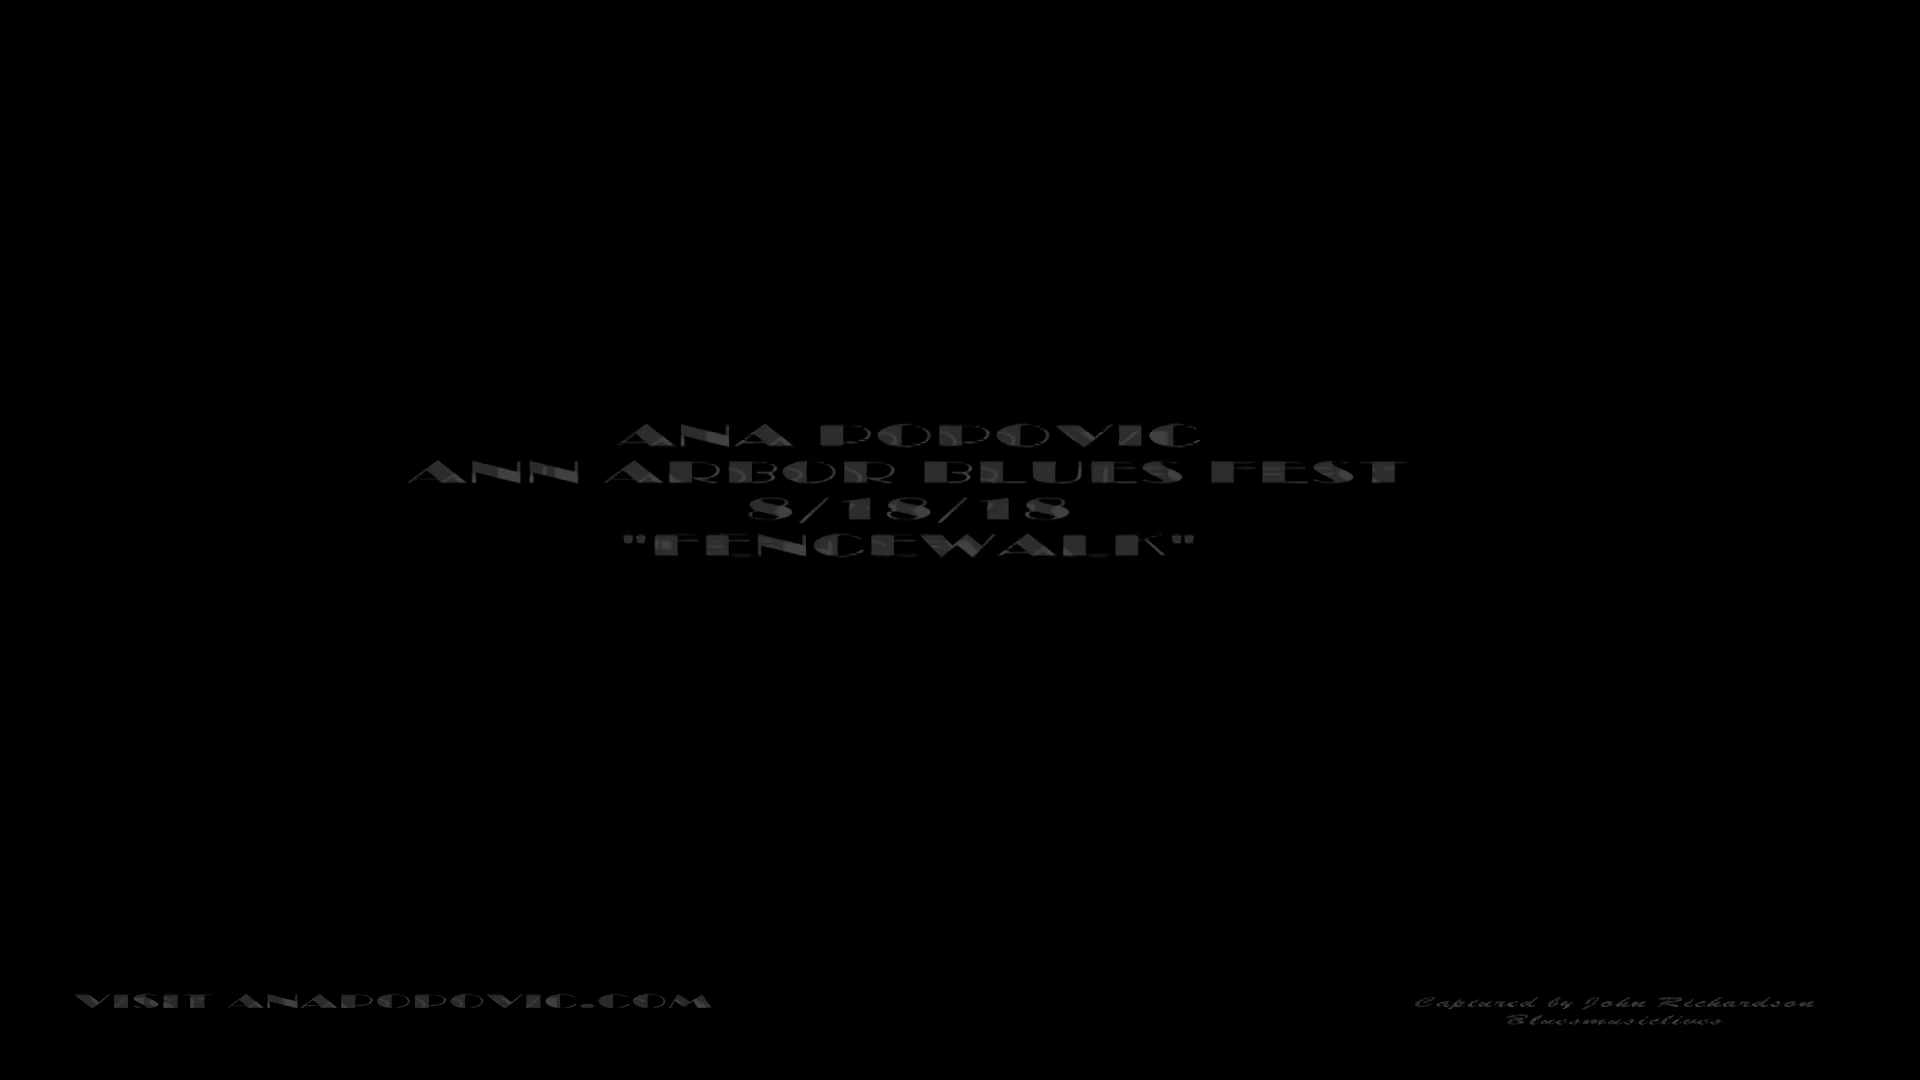 ANA POPOVIC
ANN ARBOR BLUES FEST
8/18/18
"FENCEWALK"
VISIT ANAPOPOVIC.COM
Captured by John Richardson
Bluesmusiclives